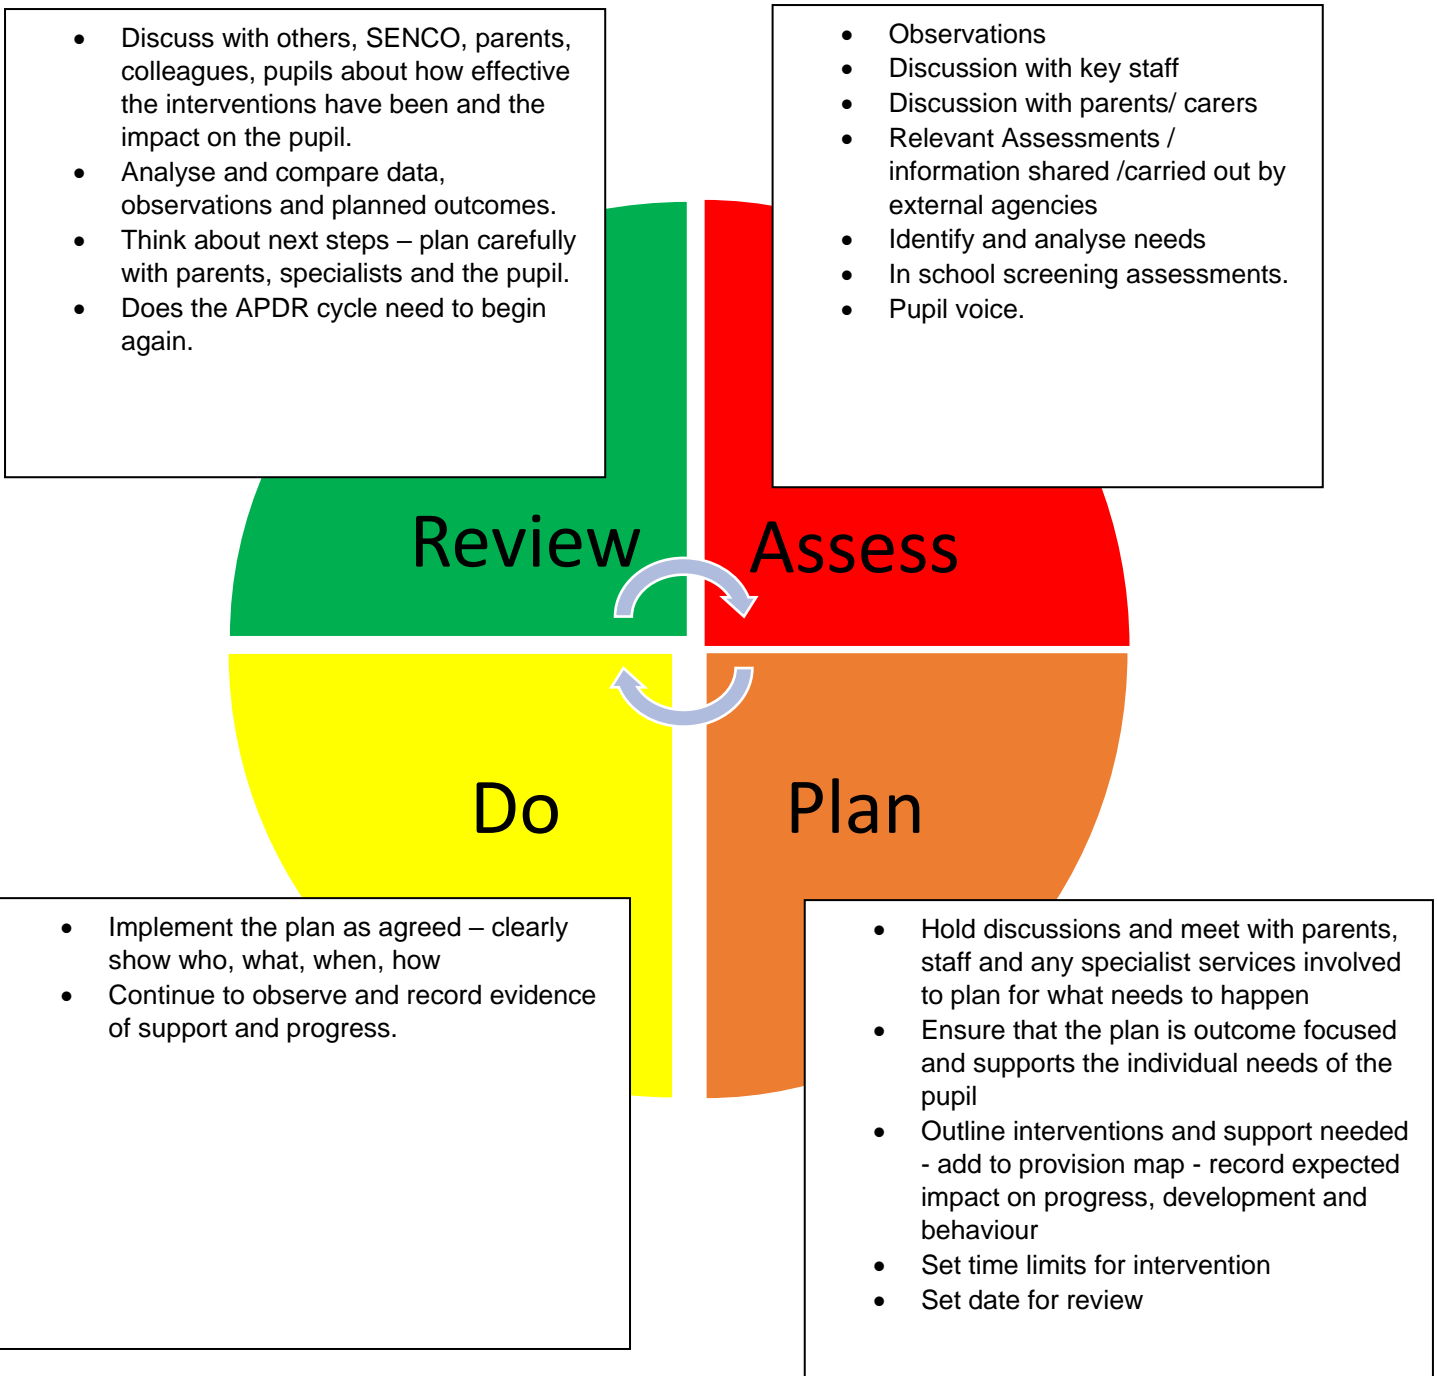 • Discuss with others, SENCO, parents,
colleagues, pupils about how effective
the interventions have been and the
impact on the pupil.
• Analyse and compare data,
observations and planned outcomes.
• Think about next steps – plan carefully
with parents, specialists and the pupil.
• Does the APDR cycle need to begin
again.
• Observations
• Discussion with key staff
• Discussion with parents/ carers
• Relevant Assessments /
information shared /carried out by
external agencies
• Identify and analyse needs
• In school screening assessments.
• Pupil voice.
Review
Assess
Do
Plan
• Implement the plan as agreed – clearly
show who, what, when, how
• Continue to observe and record evidence
of support and progress.
• Hold discussions and meet with parents,
staff and any specialist services involved
to plan for what needs to happen
• Ensure that the plan is outcome focused
and supports the individual needs of the
pupil
• Outline interventions and support needed
- add to provision map - record expected
impact on progress, development and
behaviour
• Set time limits for intervention
• Set date for review